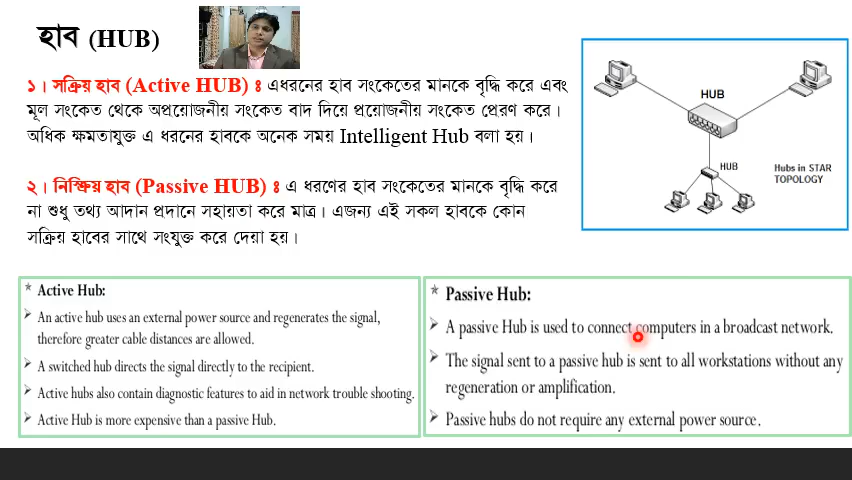 হাব (HUB)
১। সক্রিয় হাব (Active HUB) ঃ এধরনের হাব সংকেতের মানকে বৃদ্ধি করে এবং
মূল সংকেত থেকে অপ্রয়োজনীয় সংকেত বাদ দিয়ে প্রয়োজনীয় সংকেত প্রেরণ করে।
অধিক ক্ষমতাযুক্ত এ ধরনের হাবকে অনেক সময় Intelligent Hub বলা হয়।
২। নিস্ক্রিয় হাব (Passive HUB) ঃ এ ধরণের হাব সংকেতের মানকে বৃদ্ধি করে
না শুধু তথ্য আদান প্রদানে সহায়তা করে মাত্র। এজন্য এই সকল হাবকে কোন
সক্রিয় হাবের সাথে সংযুক্ত করে দেয়া হয়।
HUB
HUB
Hubs in STAR
TOPOLOGY
* Active Hub:
➢ An active hub uses an external power source and regenerates the signal,
therefore greater cable distances are allowed.
➢ A switched hub directs the signal directly to the recipient.
➢ Active hubs also contain diagnostic features to aid in network trouble shooting.
➢ Active Hub is more expensive than a passive Hub.
* Passive Hub:
➢ A passive Hub is used to connect computers in a broadcast network.
➢ The signal sent to a passive hub is sent to all workstations without any
regeneration or amplification.
➢ Passive hubs do not require any external power source.